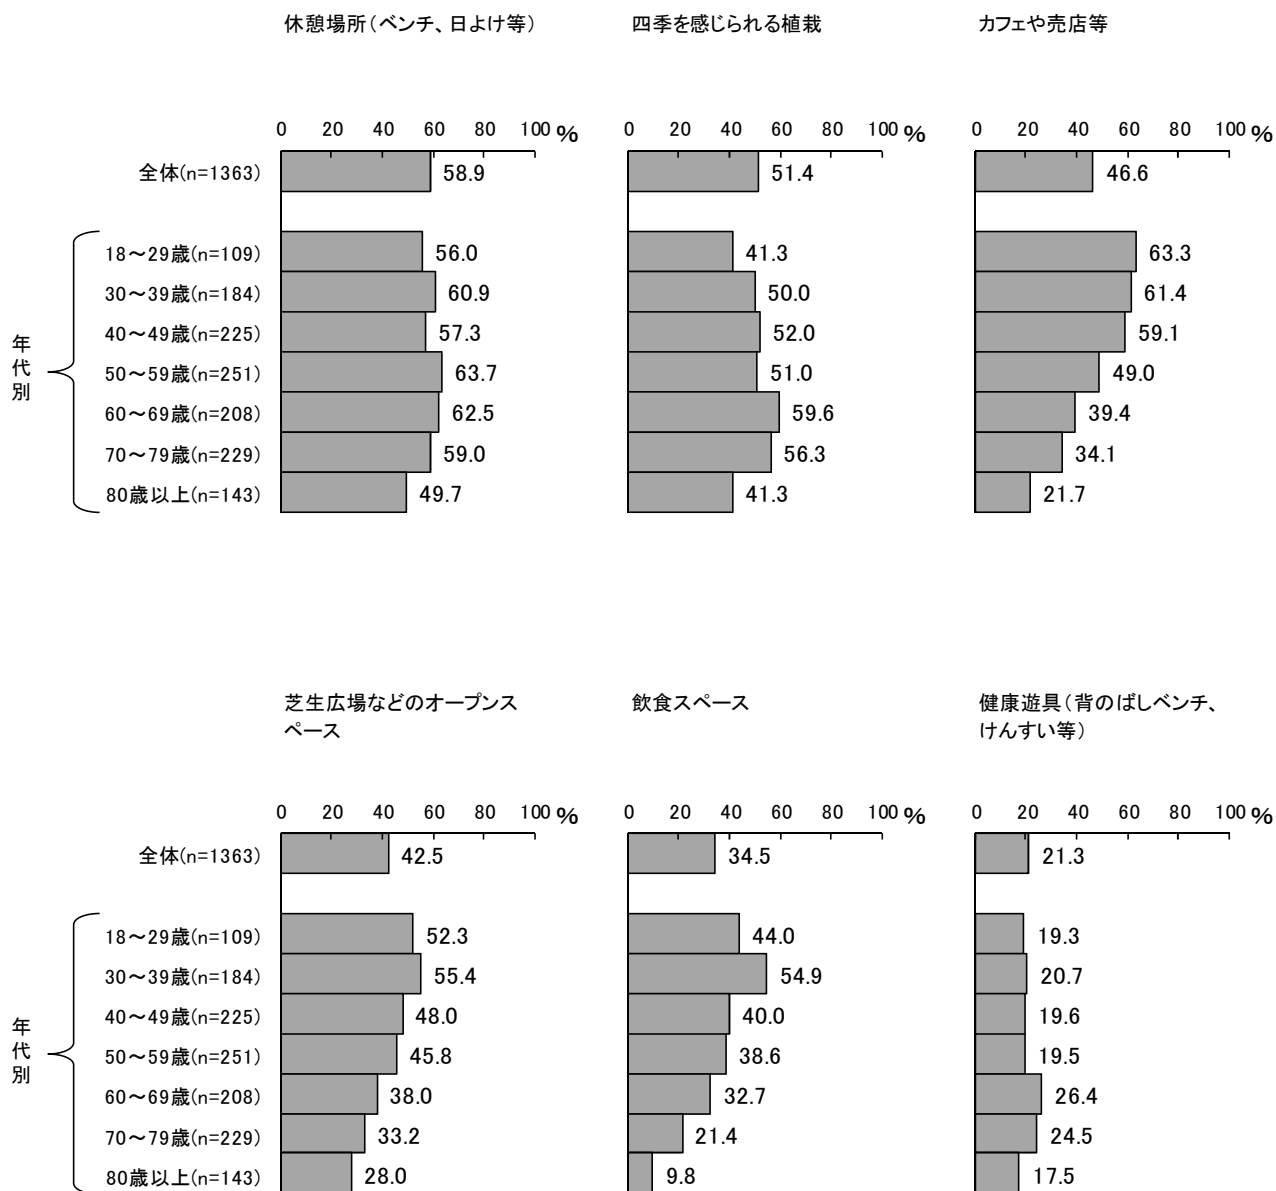 休憩場所(ベンチ、日よけ等) 四季を感じられる植栽 カフェや売店等
0 20 40 60 80 100 % 0 20 40 60 80 100 % 0 20 40 60 80 100 %
全体(n=1363) 58.9 51.4 46.6
18~29歳(n=109) 56.0 41.3 63.3
30~39歳(n=184) 60.9 50.0 61.4
40~49歳(n=225) 57.3 52.0 59.1
年代別
50~59歳(n=251) 63.7 51.0 49.0
60~69歳(n=208) 62.5 59.6 39.4
70~79歳(n=229) 59.0 56.3 34.1
80歳以上(n=143) 49.7 41.3 21.7
芝生広場などのオープンス 飲食スペース 健康遊具(背のばしベンチ、
ペース けんすい等)
0 20 40 60 80 100 % 0 20 40 60 80 100 % 0 20 40 60 80 100 %
全体(n=1363) 42.5 34.5 21.3
18~29歳(n=109) 52.3 44.0 19.3
30~39歳(n=184) 55.4 54.9 20.7
40~49歳(n=225) 48.0 40.0 19.6
年代別
50~59歳(n=251) 45.8 38.6 19.5
60~69歳(n=208) 38.0 32.7 26.4
70~79歳(n=229) 33.2 21.4 24.5
80歳以上(n=143) 28.0 9.8 17.5